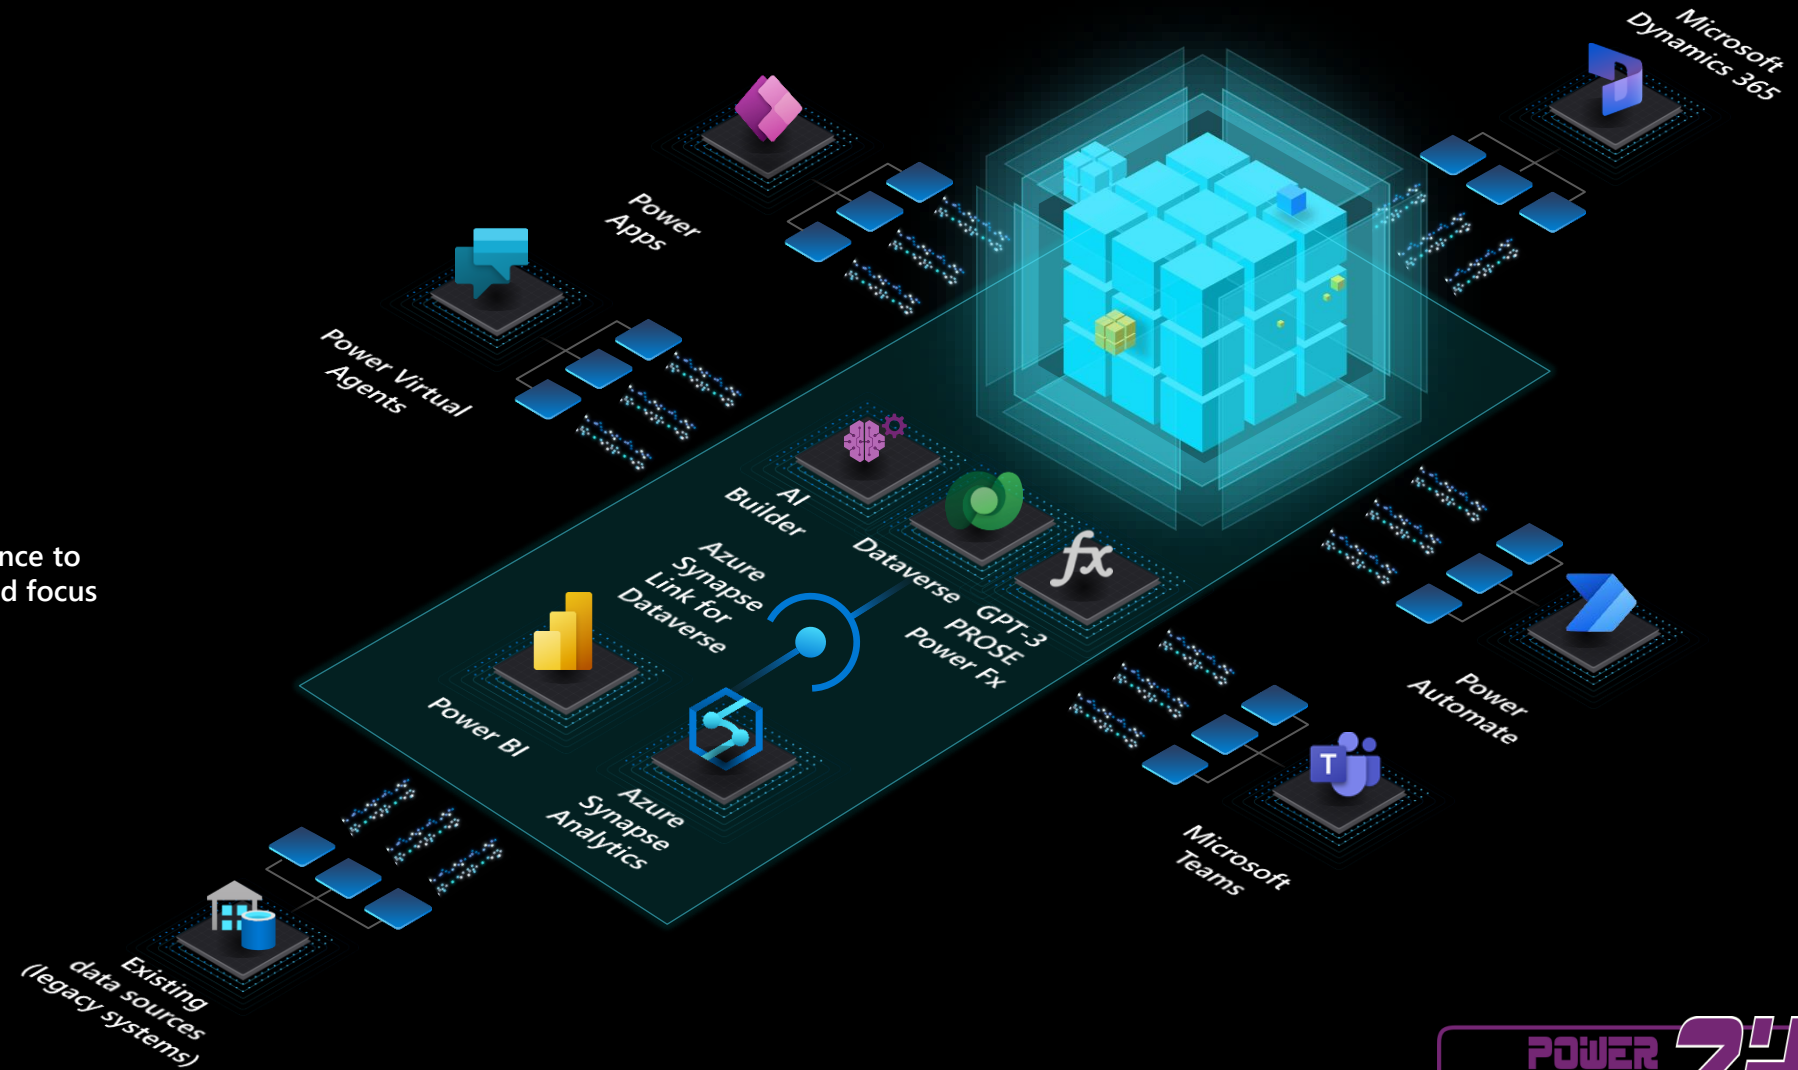 Microsoft
Dynamics 365
Power
Apps
Power Virtual
Agents
AI
Builder
Dataverse
fx
GPT-3
PROSE
Power Fx
Azure
Synapse
Link for
Dataverse
nce to
d focus
Power BI
Azure
Synapse
Analytics
Power
Automate
T
Microsoft
Teams
Existing
data sources
(legacy systems)
POWER